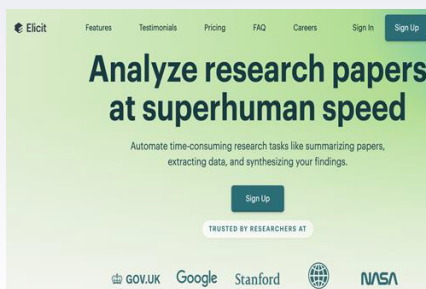 Elicit Features Testimonials Pricing FAQ Careers Sign In Sign Up
Analyze research papers
at superhuman speed
Automate time-consuming research tasks like summarizing papers,
extracting data, and synthesizing your findings.
Sign Up
TRUSTED BY RESEARCHERS AT
GOV.UK Google Stanford NASA